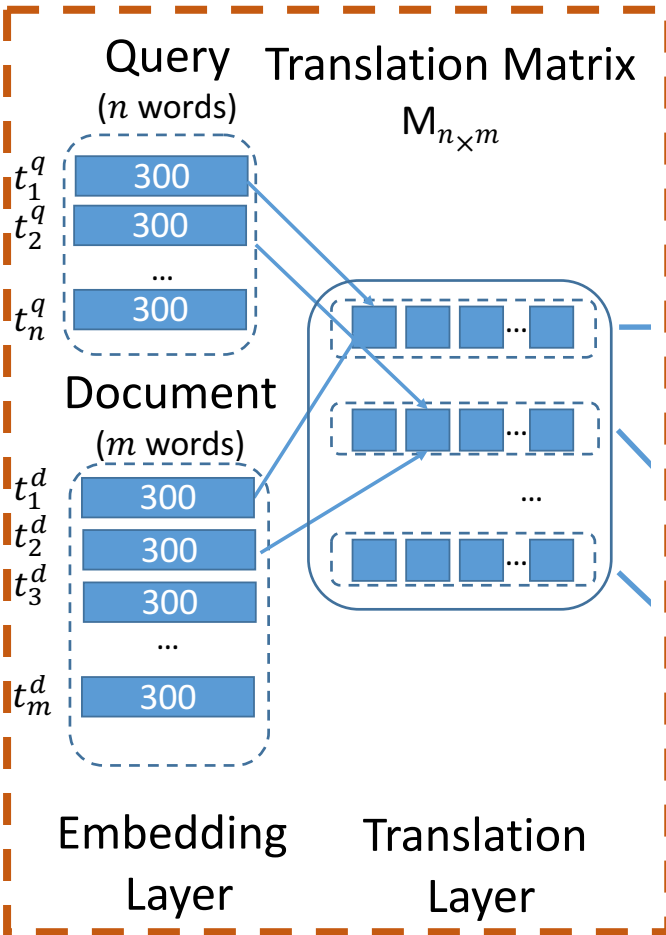 Query
(n words)
Translation Matrix
M_{n×m}
t_1^q 300
t_2^q 300
...
t_n^q 300
Document
(m words)
t_1^d 300
t_2^d 300
t_3^d 300
...
t_m^d 300
...
...
...
...
Embedding
Layer
Translation
Layer